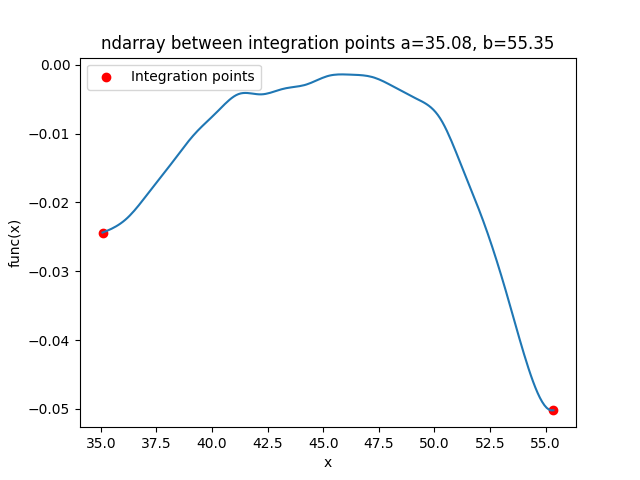 ndarray between integration points a=35.08, b=55.35
Integration points
0.00
−0.01
−0.02
−0.03
−0.04
−0.05
func(x)
35.0 37.5 40.0 42.5 45.0 47.5 50.0 52.5 55.0
x